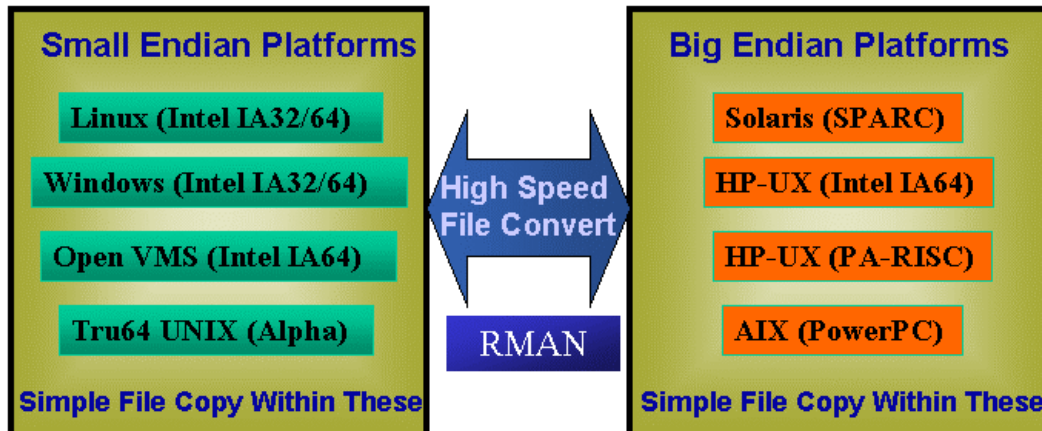 Small Endian Platforms
Linux (Intel IA32/64)
Windows (Intel IA32/64)
Open VMS (Intel IA64)
Tru64 UNIX (Alpha)
Simple File Copy Within These
High Speed
File Convert
RMAN
Big Endian Platforms
Solaris (SPARC)
HP-UX (Intel IA64)
HP-UX (PA-RISC)
AIX (PowerPC)
Simple File Copy Within These